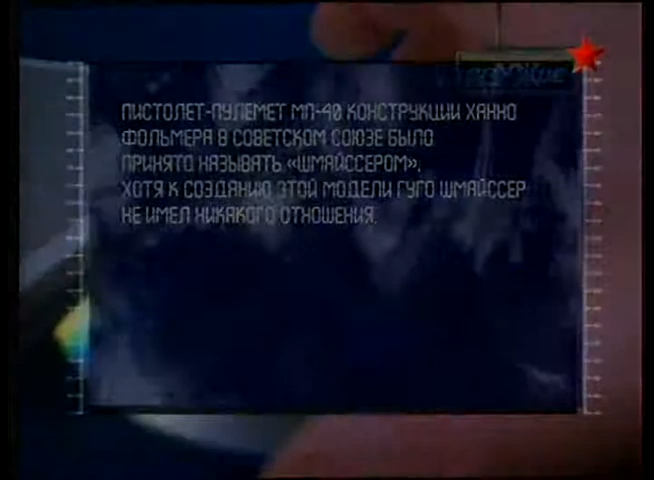 ПИСТОЛЕТ-ПУЛЕМЕТ МП-40 КОНСТРУКЦИИ ХАННО
ФОЛЬМЕРА В СОВЕТСКОМ СОЮЗЕ БЫЛО
ПРИНЯТО НАЗЫВАТЬ «ШМАЙССЕРОМ»,
ХОТЯ К СОЗДАНИЮ ЭТОЙ МОДЕЛИ ГУГО ШМАЙССЕР
НЕ ИМЕЛ НИКАКОГО ОТНОШЕНИЯ.